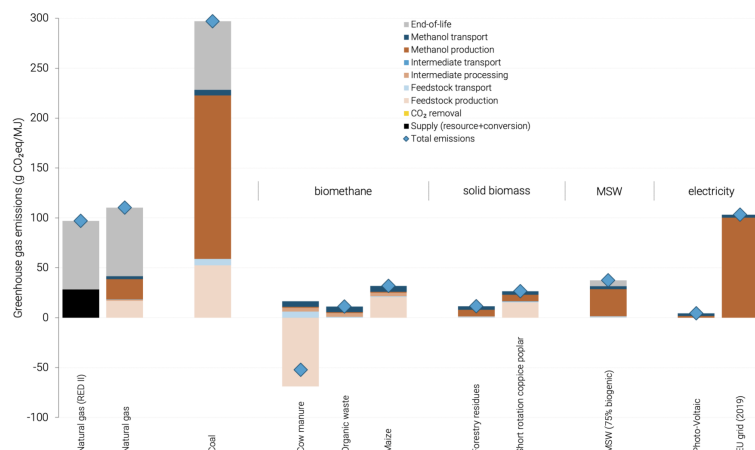 Greenhouse gas emissions (g CO₂eq/MJ)
300
250
200
150
100
50
0
-50
-100
End-of-life
Methanol transport
Methanol production
Intermediate transport
Intermediate processing
Feedstock transport
Feedstock production
CO₂ removal
Supply (resource+conversion)
Total emissions
biomethane
solid biomass
MSW
electricity
Natural gas (RED II)
Natural gas
Coal
Cow manure
Organic waste
Maize
Forestry residues
Short rotation coppice poplar
MSW (75% biogenic)
Photo-Voltaic
EU grid (2019)